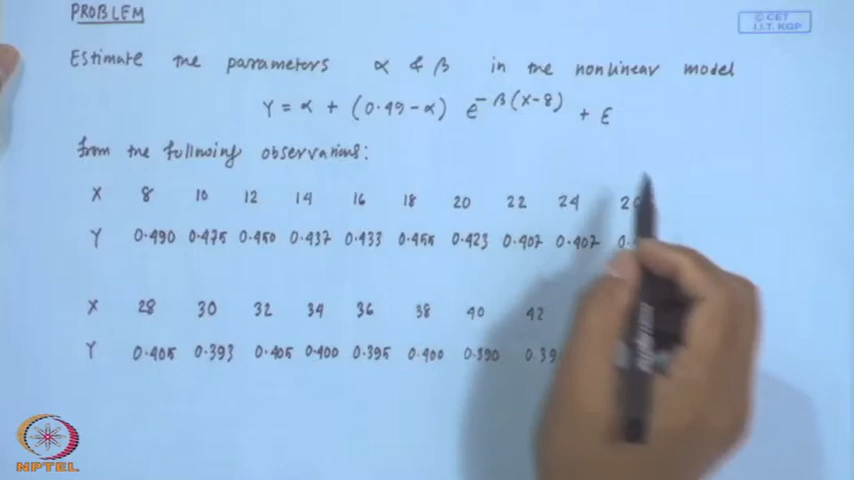 PROBLEM
© CET
I.I.T. KGP
Estimate the parameters α & β in the nonlinear model
Y = α + (0.49 - α) e^{-β(X-8)} + ε
from the following observations:
X 8 10 12 14 16 18 20 22 24
Y 0.490 0.475 0.450 0.437 0.433 0.455 0.423 0.407 0.407
X 28 30 32 34 36 38 40 42
Y 0.405 0.393 0.405 0.400 0.395 0.400 0.390
NPTEL